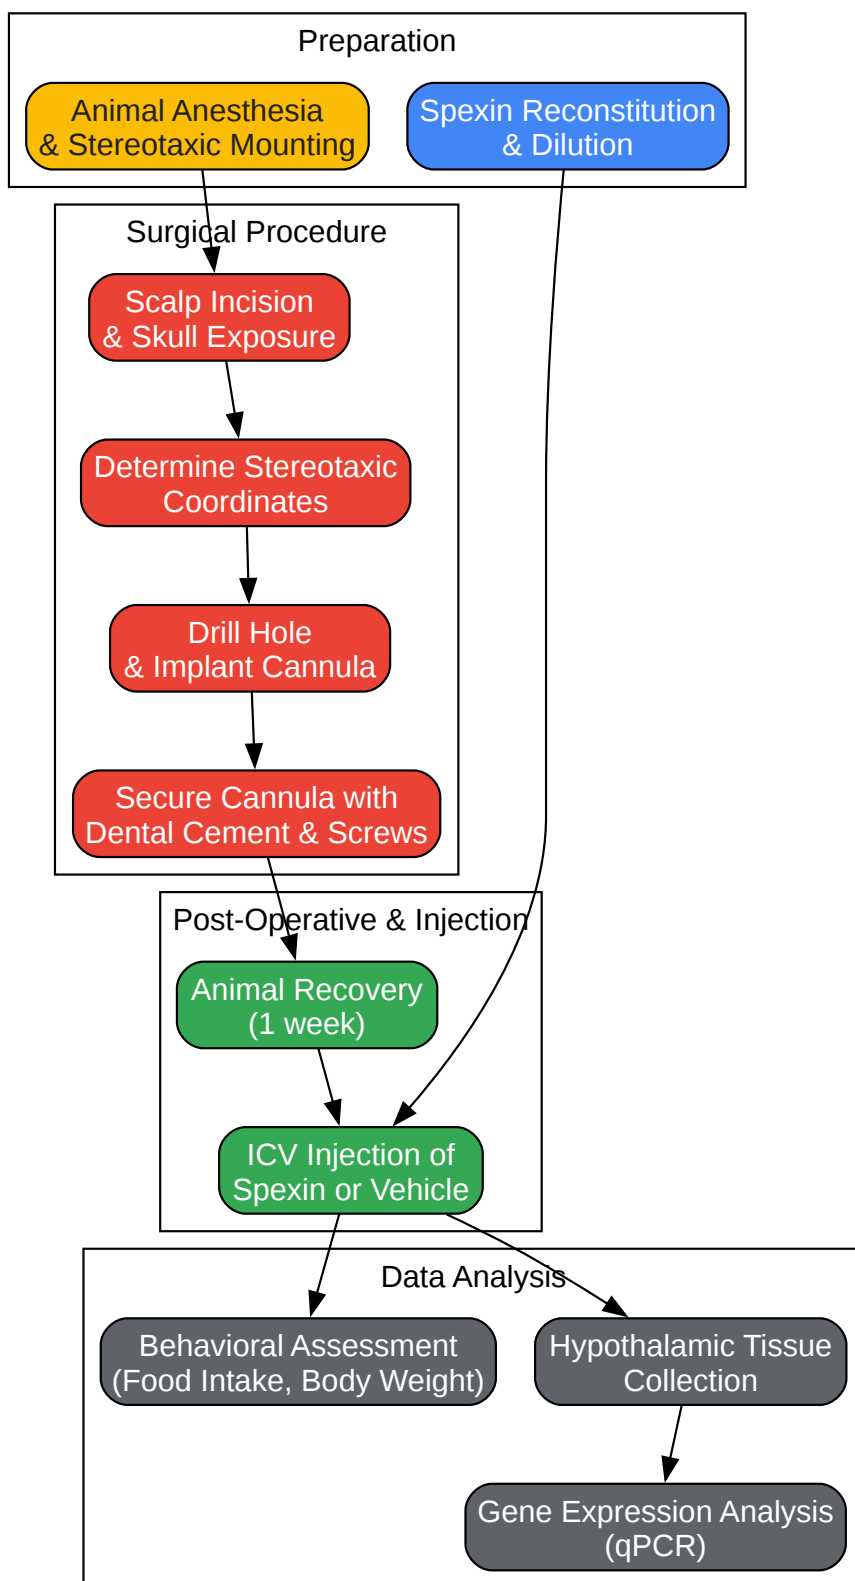 Preparation
Animal Anesthesia
& Stereotaxic Mounting
Spexin Reconstitution
& Dilution
Surgical Procedure
Scalp Incision
& Skull Exposure
Determine Stereotaxic
Coordinates
Drill Hole
& Implant Cannula
Secure Cannula with
Dental Cement & Screws
Post-Operative & Injection
Animal Recovery
(1 week)
ICV Injection of
Spexin or Vehicle
Data Analysis
Behavioral Assessment
(Food Intake, Body Weight)
Hypothalamic Tissue
Collection
Gene Expression Analysis
(qPCR)